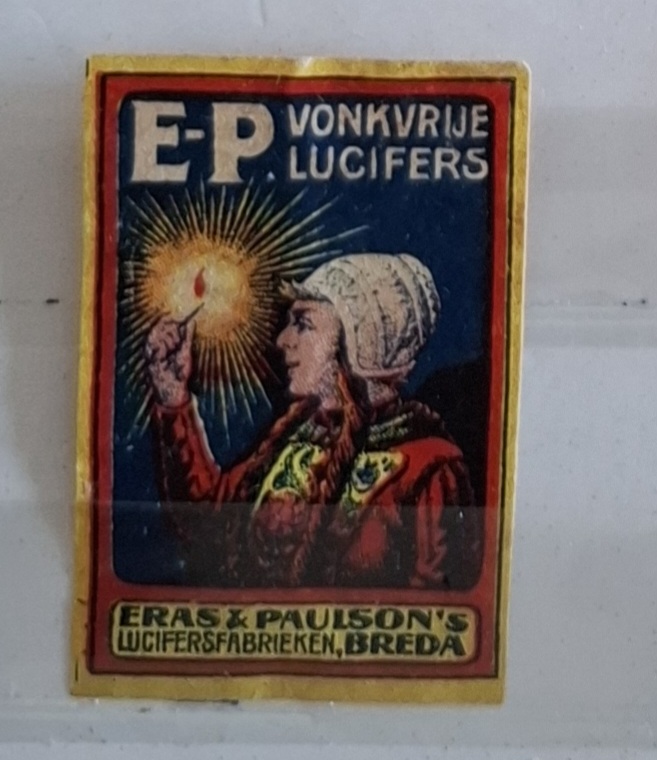 E-P. VONKVRIJE
LUCIFERS
ERAS & PAULSON'S
LUCIFERSFABRIEKEN, BREDA